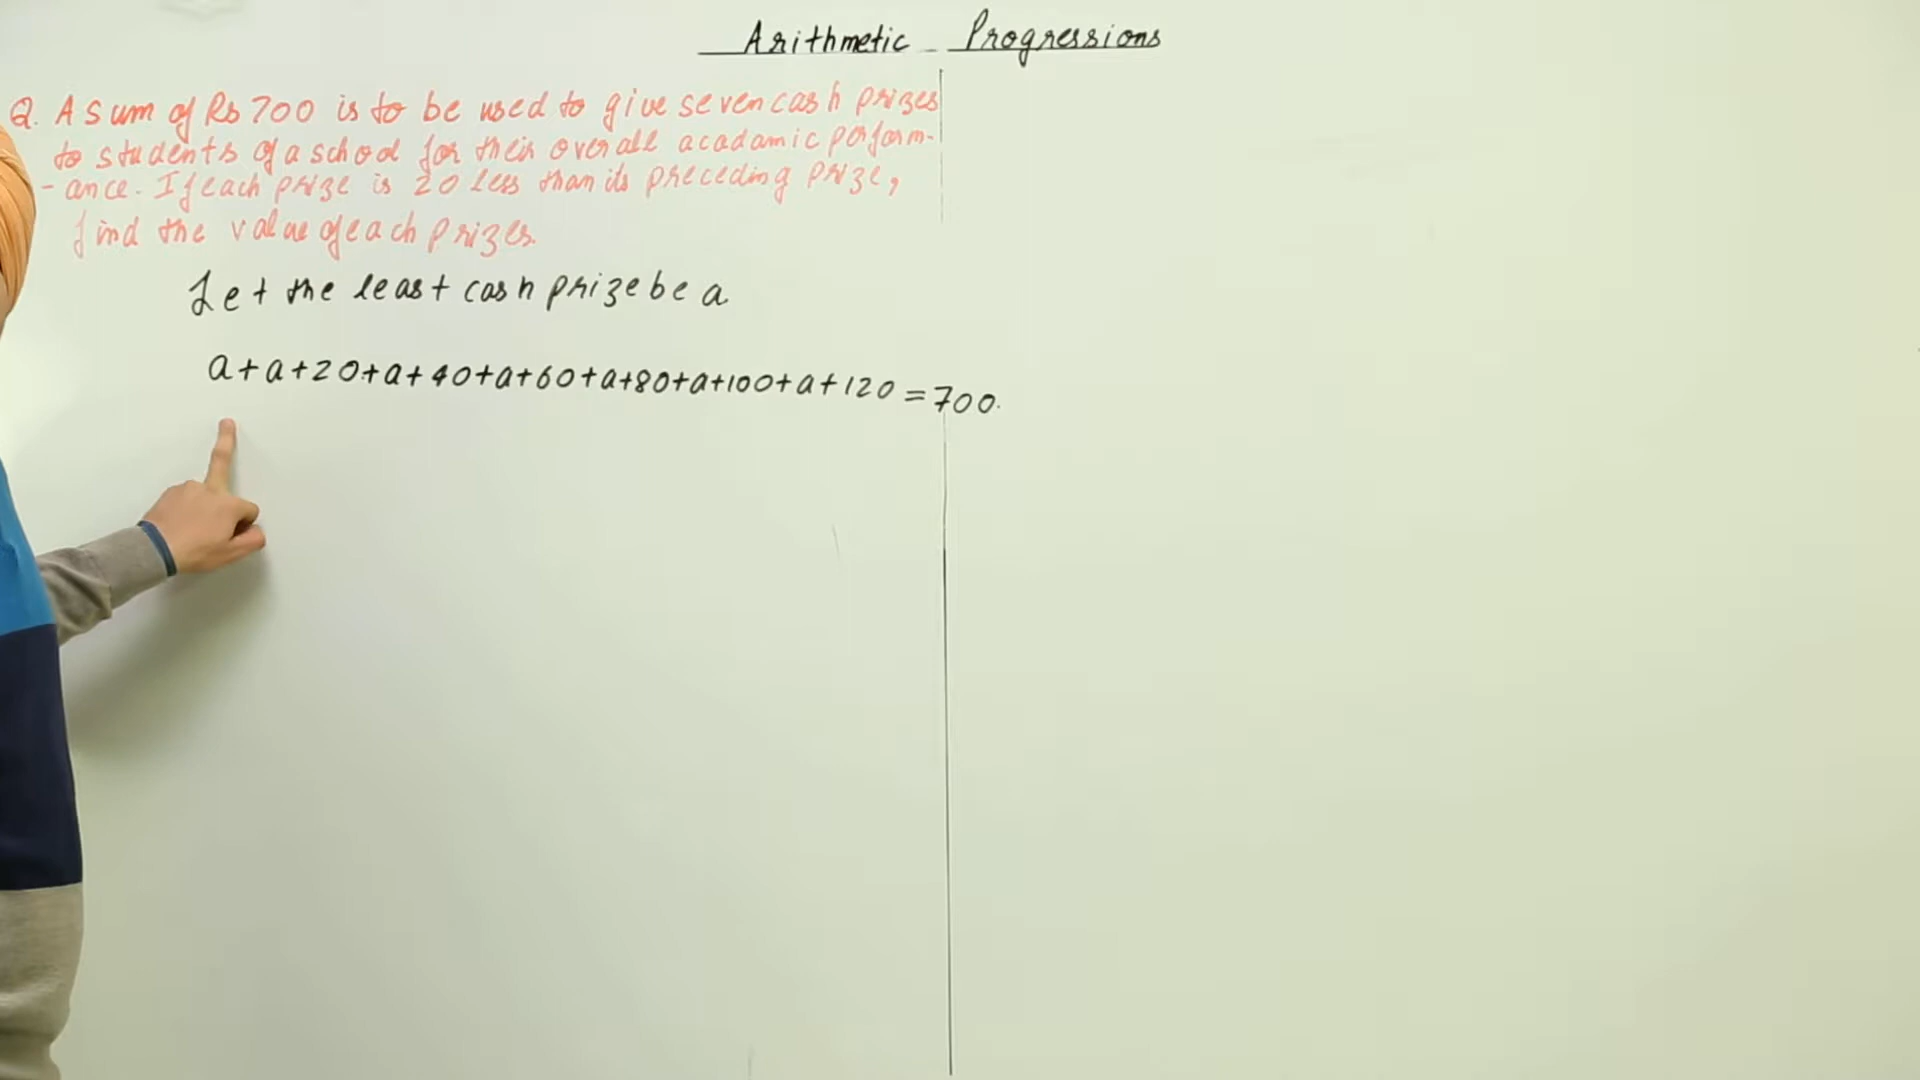 Arithmetic Progressions
Q. A sum of Rs 700 is to be used to give seven cash prizes
to students of a school for their overall acadamic perform-
-ance. If each prize is 20 less than its preceding prize,
find the value of each prizes.
Let the least cash prize be a
a+a+20+a+40+a+60+a+80+a+100+a+120=700.